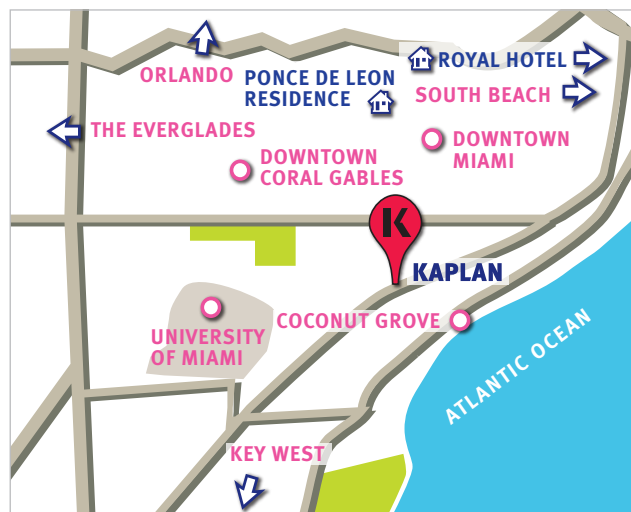 ROYAL HOTEL
ORLANDO
PONCE DE LEON
RESIDENCE
SOUTH BEACH
THE EVERGLADES
DOWNTOWN
MIAMI
DOWNTOWN
CORAL GABLES
K
KAPLAN
COCONUT GROVE
UNIVERSITY
OF MIAMI
ATLANTIC OCEAN
KEY WEST